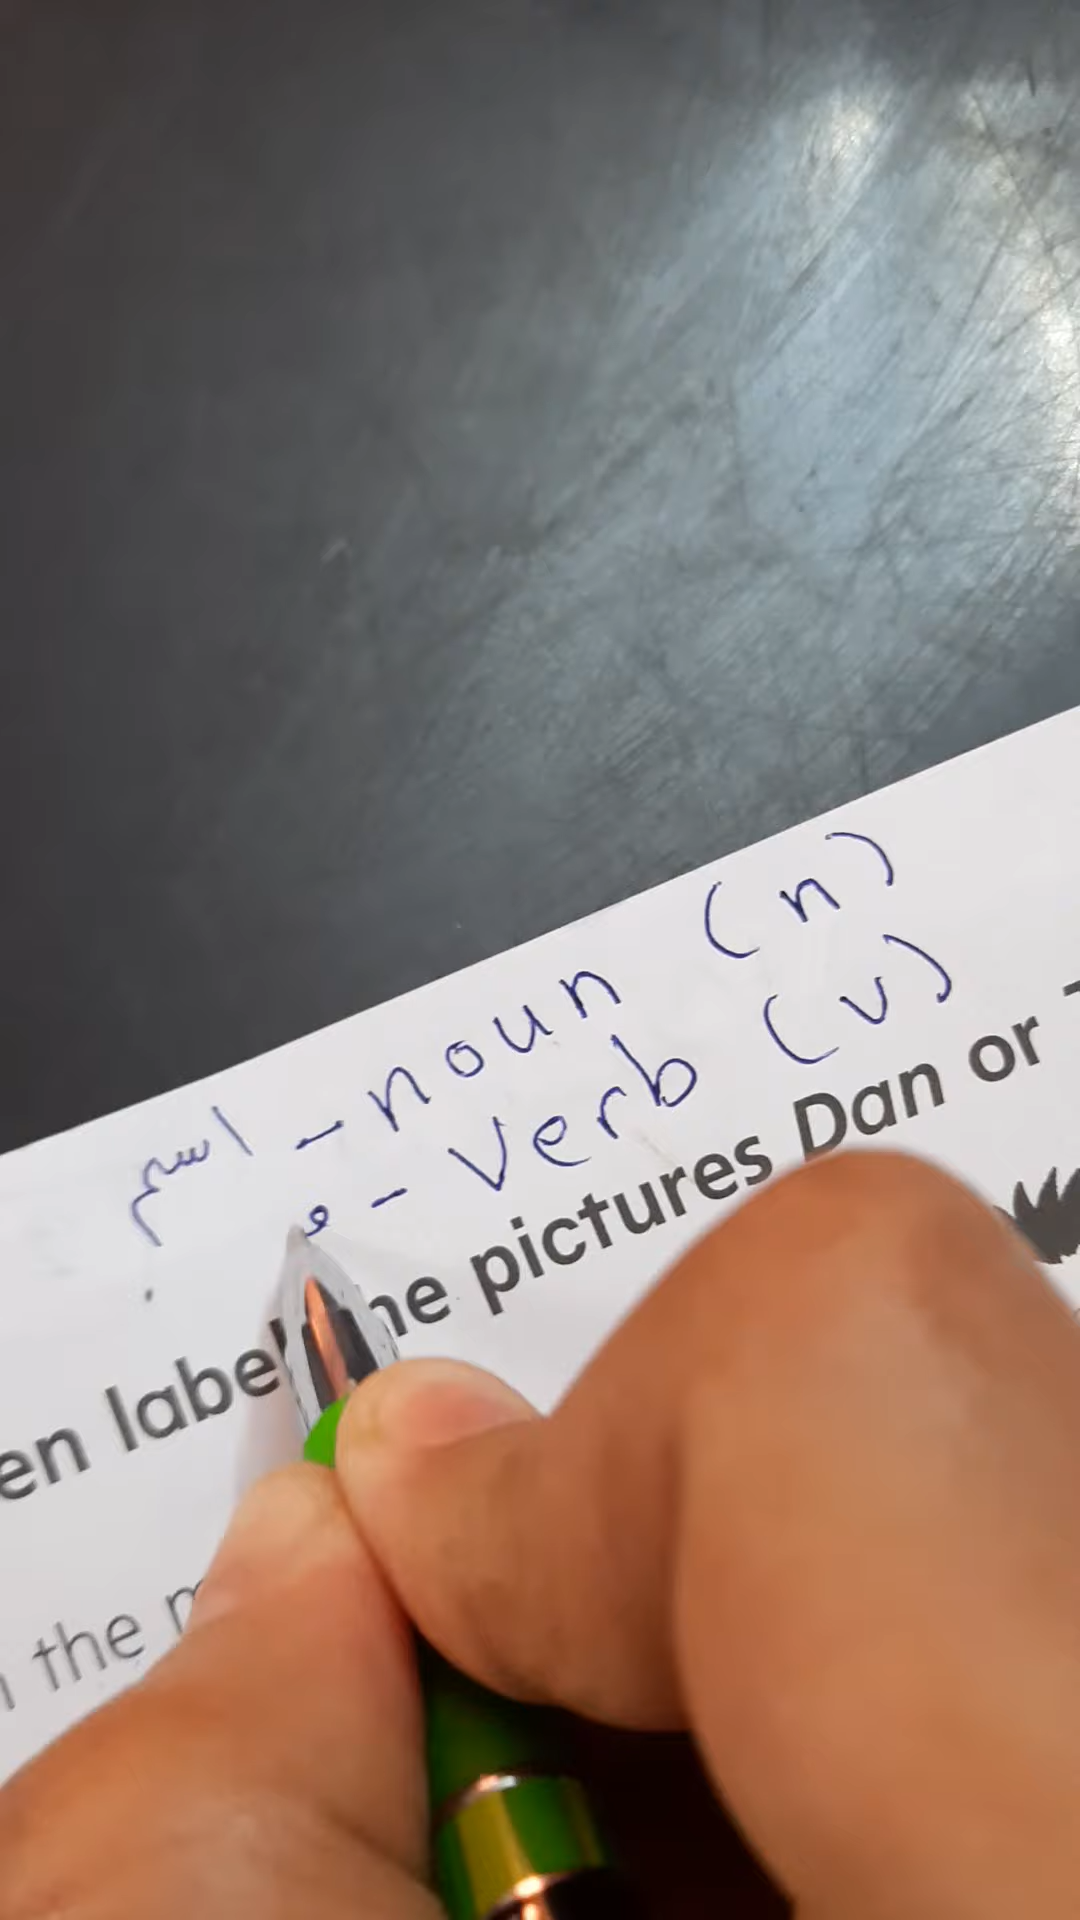 اسم - noun (n)
- Verb (v)
en label the pictures Dan or
the